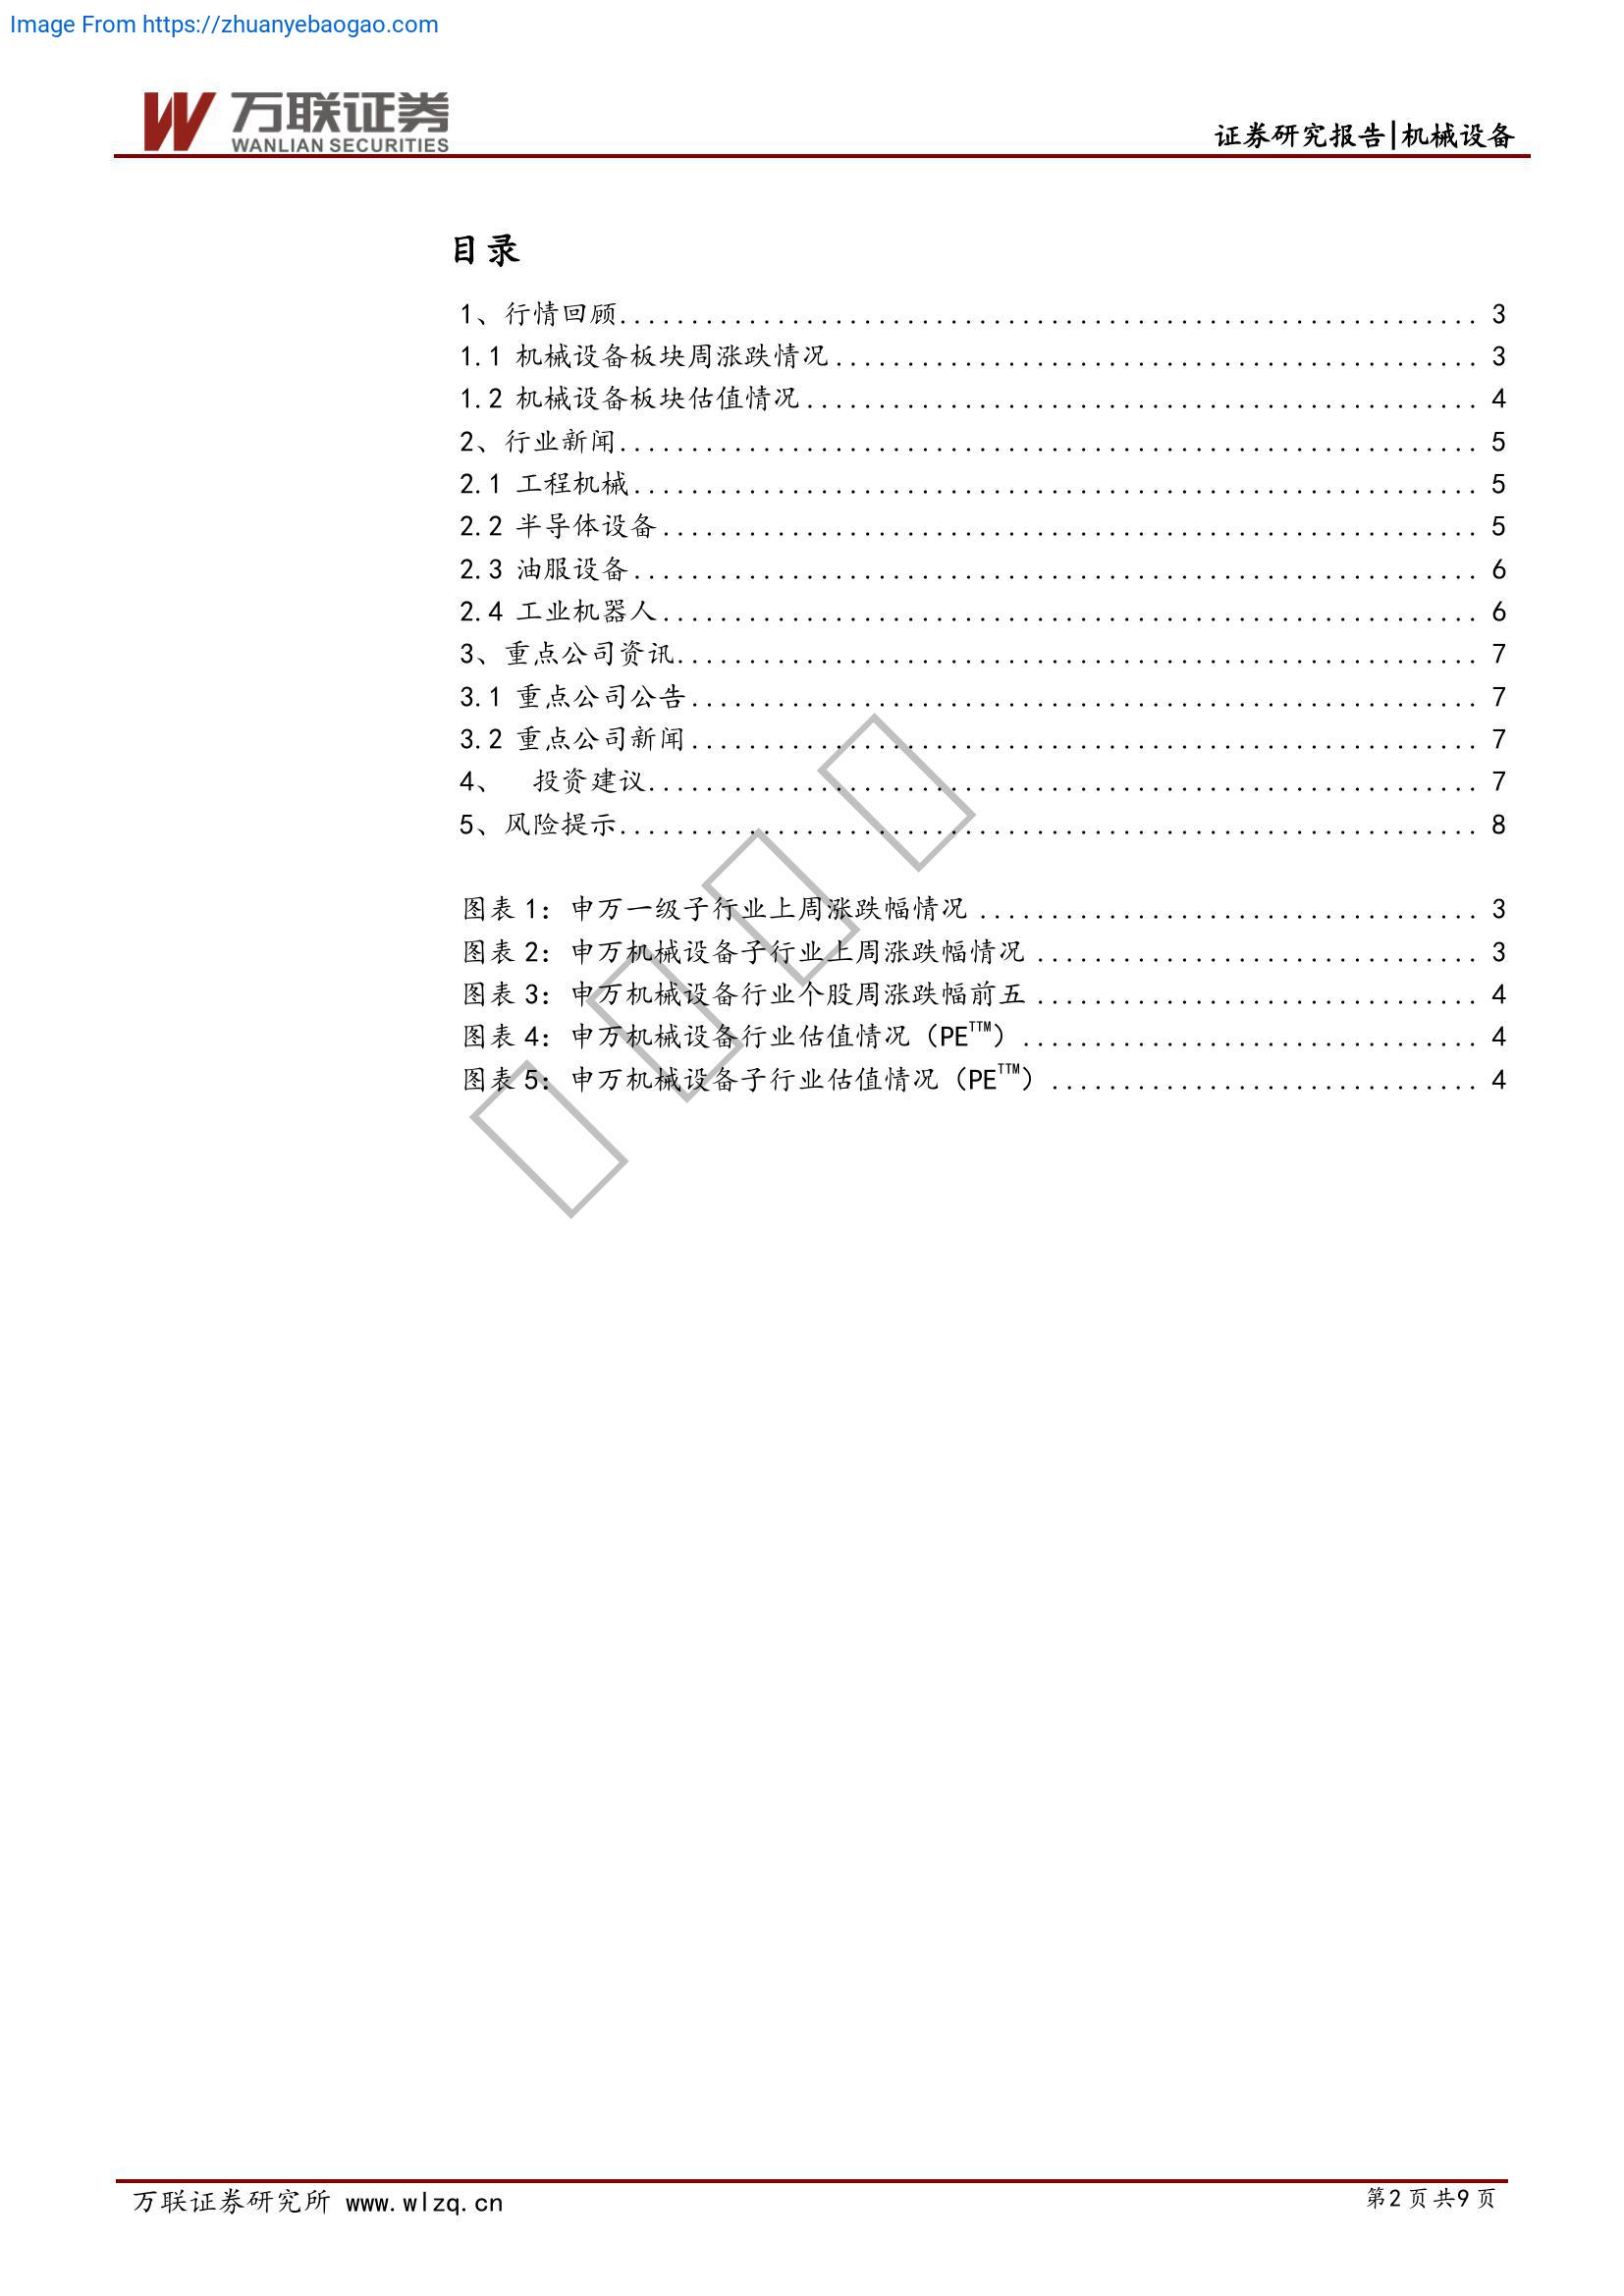 Image From https://zhuanyebaogao.com
万联证券
WANLIAN SECURITIES
证券研究报告|机械设备
目录
1、行情回顾............................................................ 3
1.1 机械设备板块周涨跌情况............................................. 3
1.2 机械设备板块估值情况............................................... 4
2、行业新闻............................................................ 5
2.1 工程机械........................................................... 5
2.2 半导体设备......................................................... 5
2.3 油服设备........................................................... 6
2.4 工业机器人......................................................... 6
3、重点公司资讯........................................................ 7
3.1 重点公司公告....................................................... 7
3.2 重点公司新闻....................................................... 7
4、 投资建议.......................................................... 7
5、风险提示............................................................ 8
图表 1：申万一级子行业上周涨跌幅情况 ................................... 3
图表 2：申万机械设备子行业上周涨跌幅情况 ............................... 3
图表 3：申万机械设备行业个股周涨跌幅前五 ............................... 4
图表 4：申万机械设备行业估值情况（PETTM）................................ 4
图表 5：申万机械设备子行业估值情况（PETTM）.............................. 4
万联证券研究所 www.wlzq.cn
第2页共9页